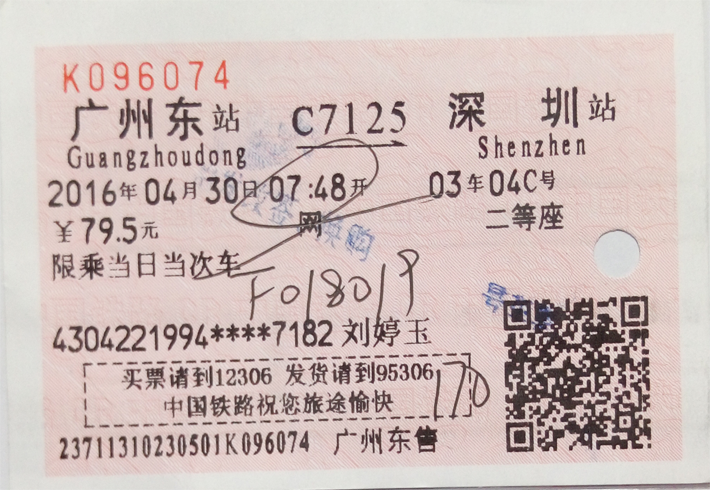 K096074
广州东站 C7125 深圳站
Guangzhoudong Shenzhen
2016年04月30日07:48开 03车04C号
￥79.5元 网 二等座
限乘当日当次车
F018019
4304221994****7182 刘婷玉
买票请到12306 发货请到95306
中国铁路祝您旅途愉快
170
23711310230501K096074 广州东售